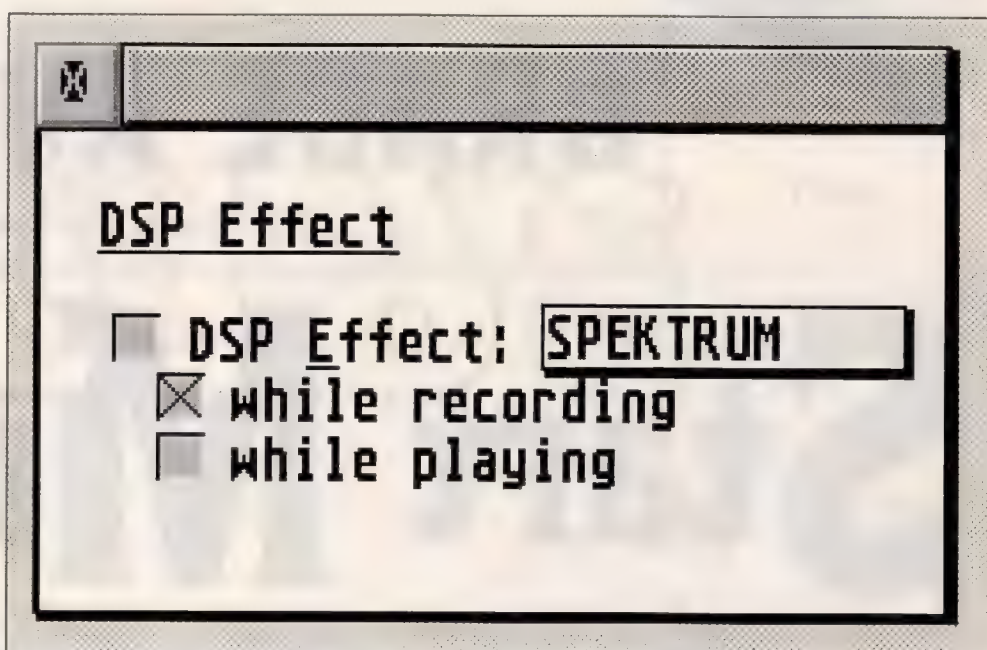 DSP Effect
DSP Effect: SPEKTRUM
while recording
while playing